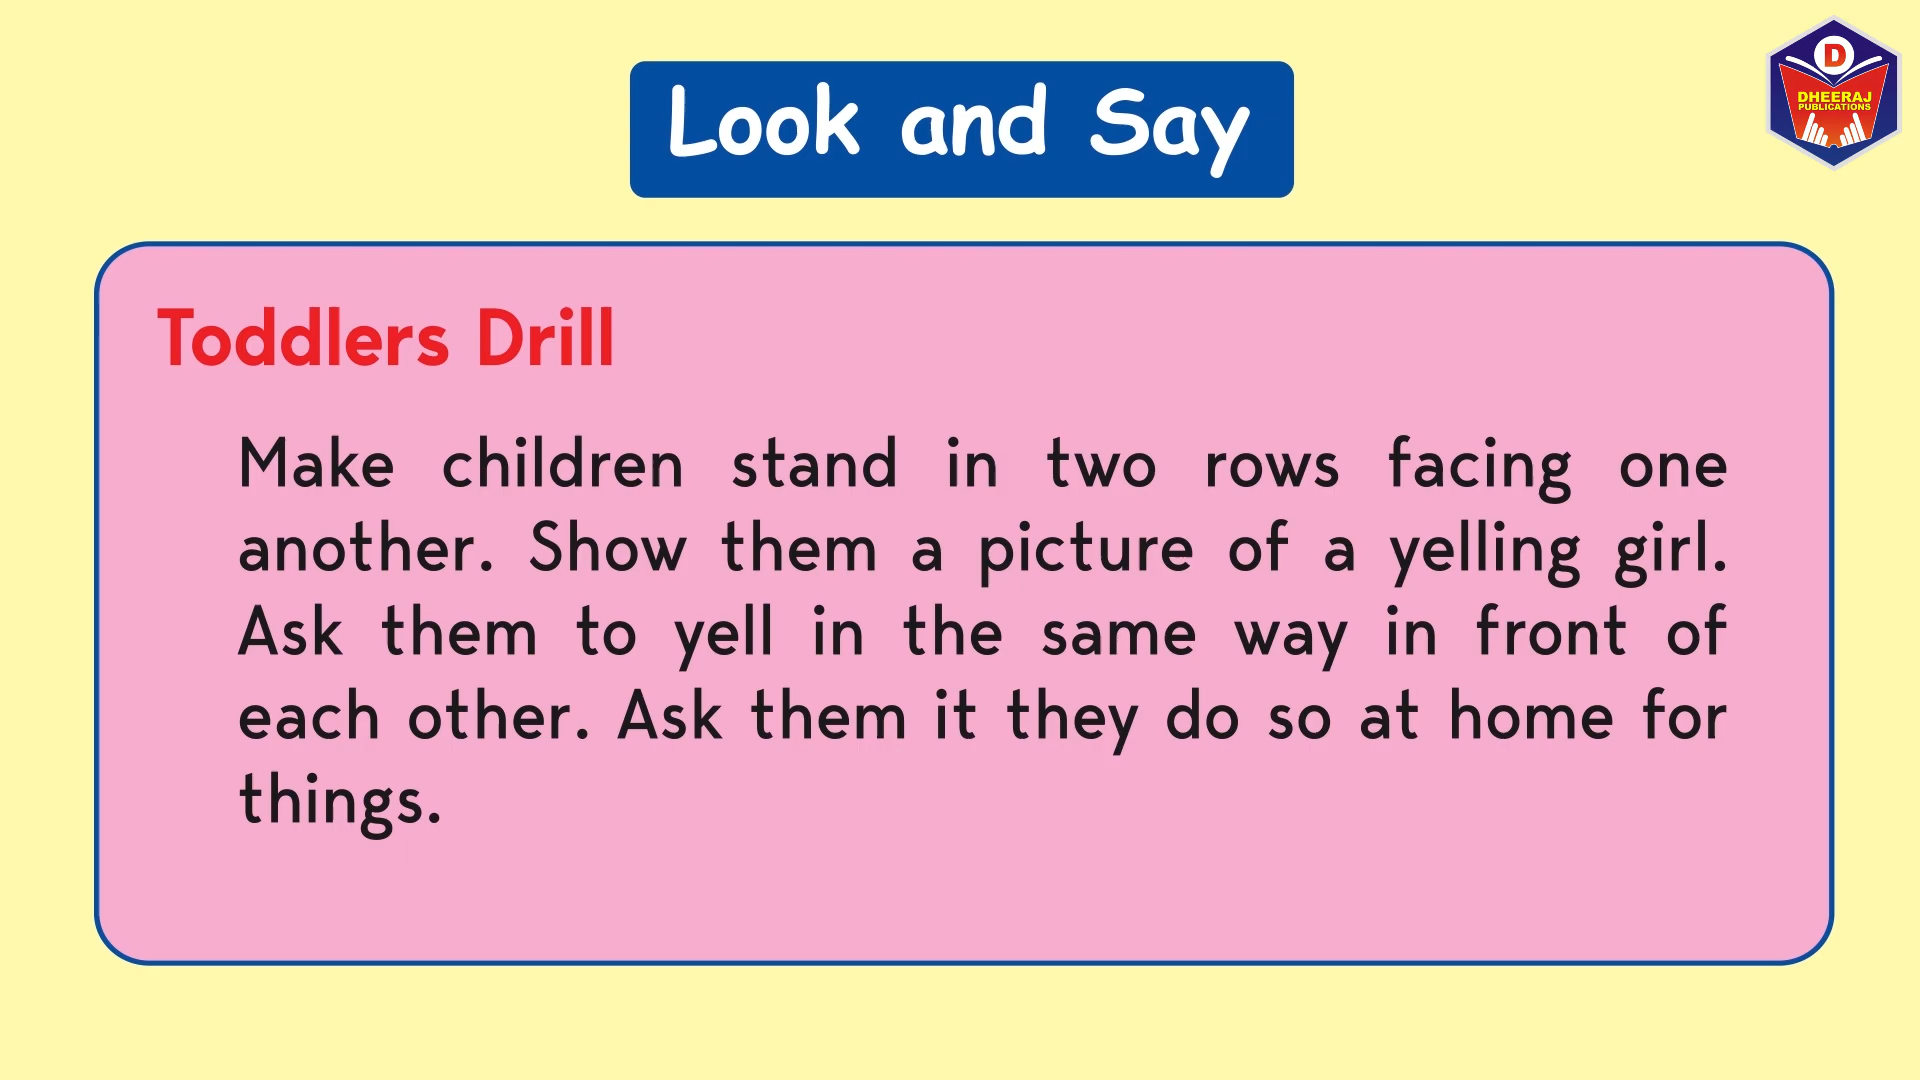 Look and Say
D
DHEERAJ
PUBLICATIONS
Toddlers Drill
Make children stand in two rows facing one
another. Show them a picture of a yelling girl.
Ask them to yell in the same way in front of
each other. Ask them it they do so at home for
things.